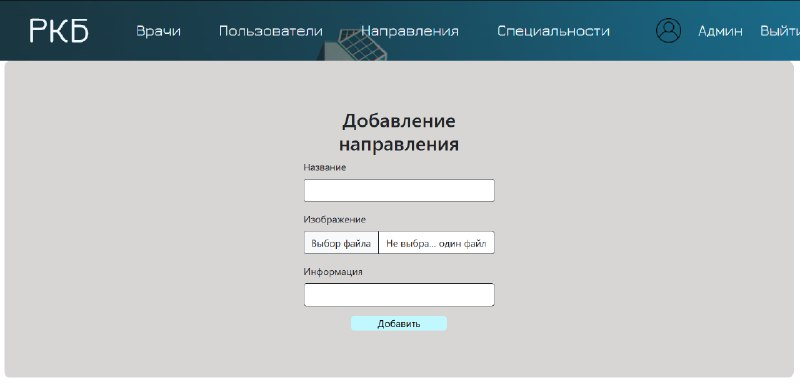 РКБ Врачи Пользователи Направления Специальности Админ Выйти
Добавление
направления
Название
Изображение
Выбор файла Не выбра... один файл
Информация
Добавить